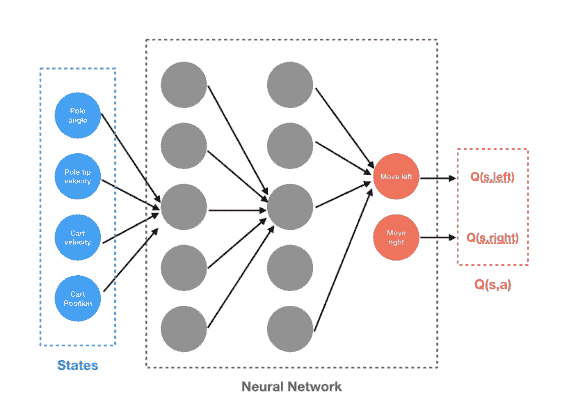 Pole
angle
Pole tip
velocity
Cart
velocity
Cart
Position
States
Neural Network
Move left
Move
right
Q(s,left)
Q(s,right)
Q(s,a)